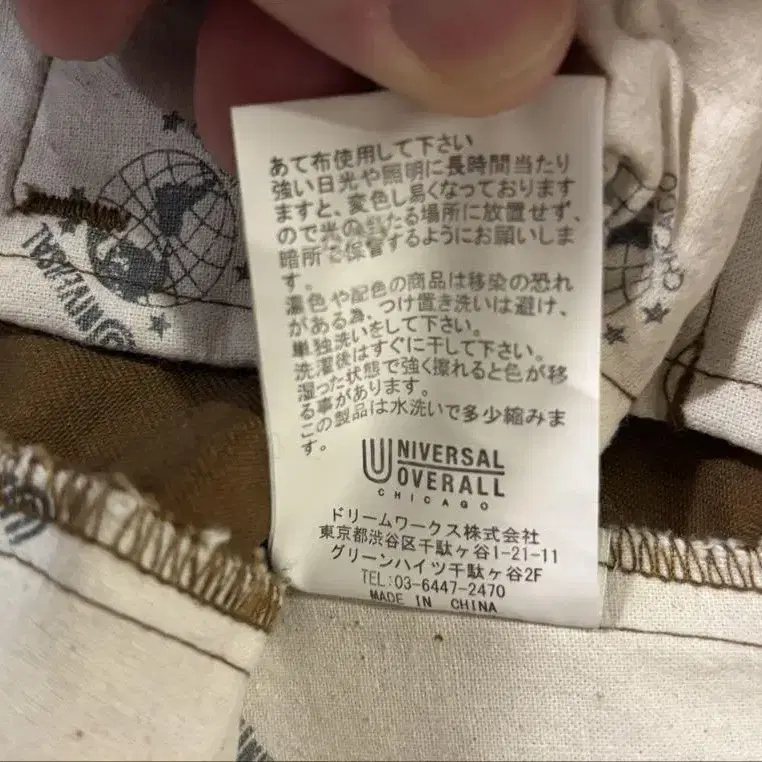 あて布使用して下さい
強い日光や照明に長時間当たり
ますと、変色し易くなっております
ので光の当たる場所に放置せず、
暗所で保管するようにお願いしま
す。
濃色や配色の商品は移染の恐れ
がある為、つけ置き洗いは避け、
単独洗いをして下さい。
洗濯後はすぐに干して下さい。
湿った状態で強く擦れると色が移
る事があります。
この製品は水洗いで多少縮みま
す。
UNIVERSAL
OVERALL
CHICAGO
ドリームワークス株式会社
東京都渋谷区千駄ヶ谷1-21-11
グリーンハイツ千駄ヶ谷2F
TEL:03-6447-2470
MADE IN CHINA
UNIVERSAL